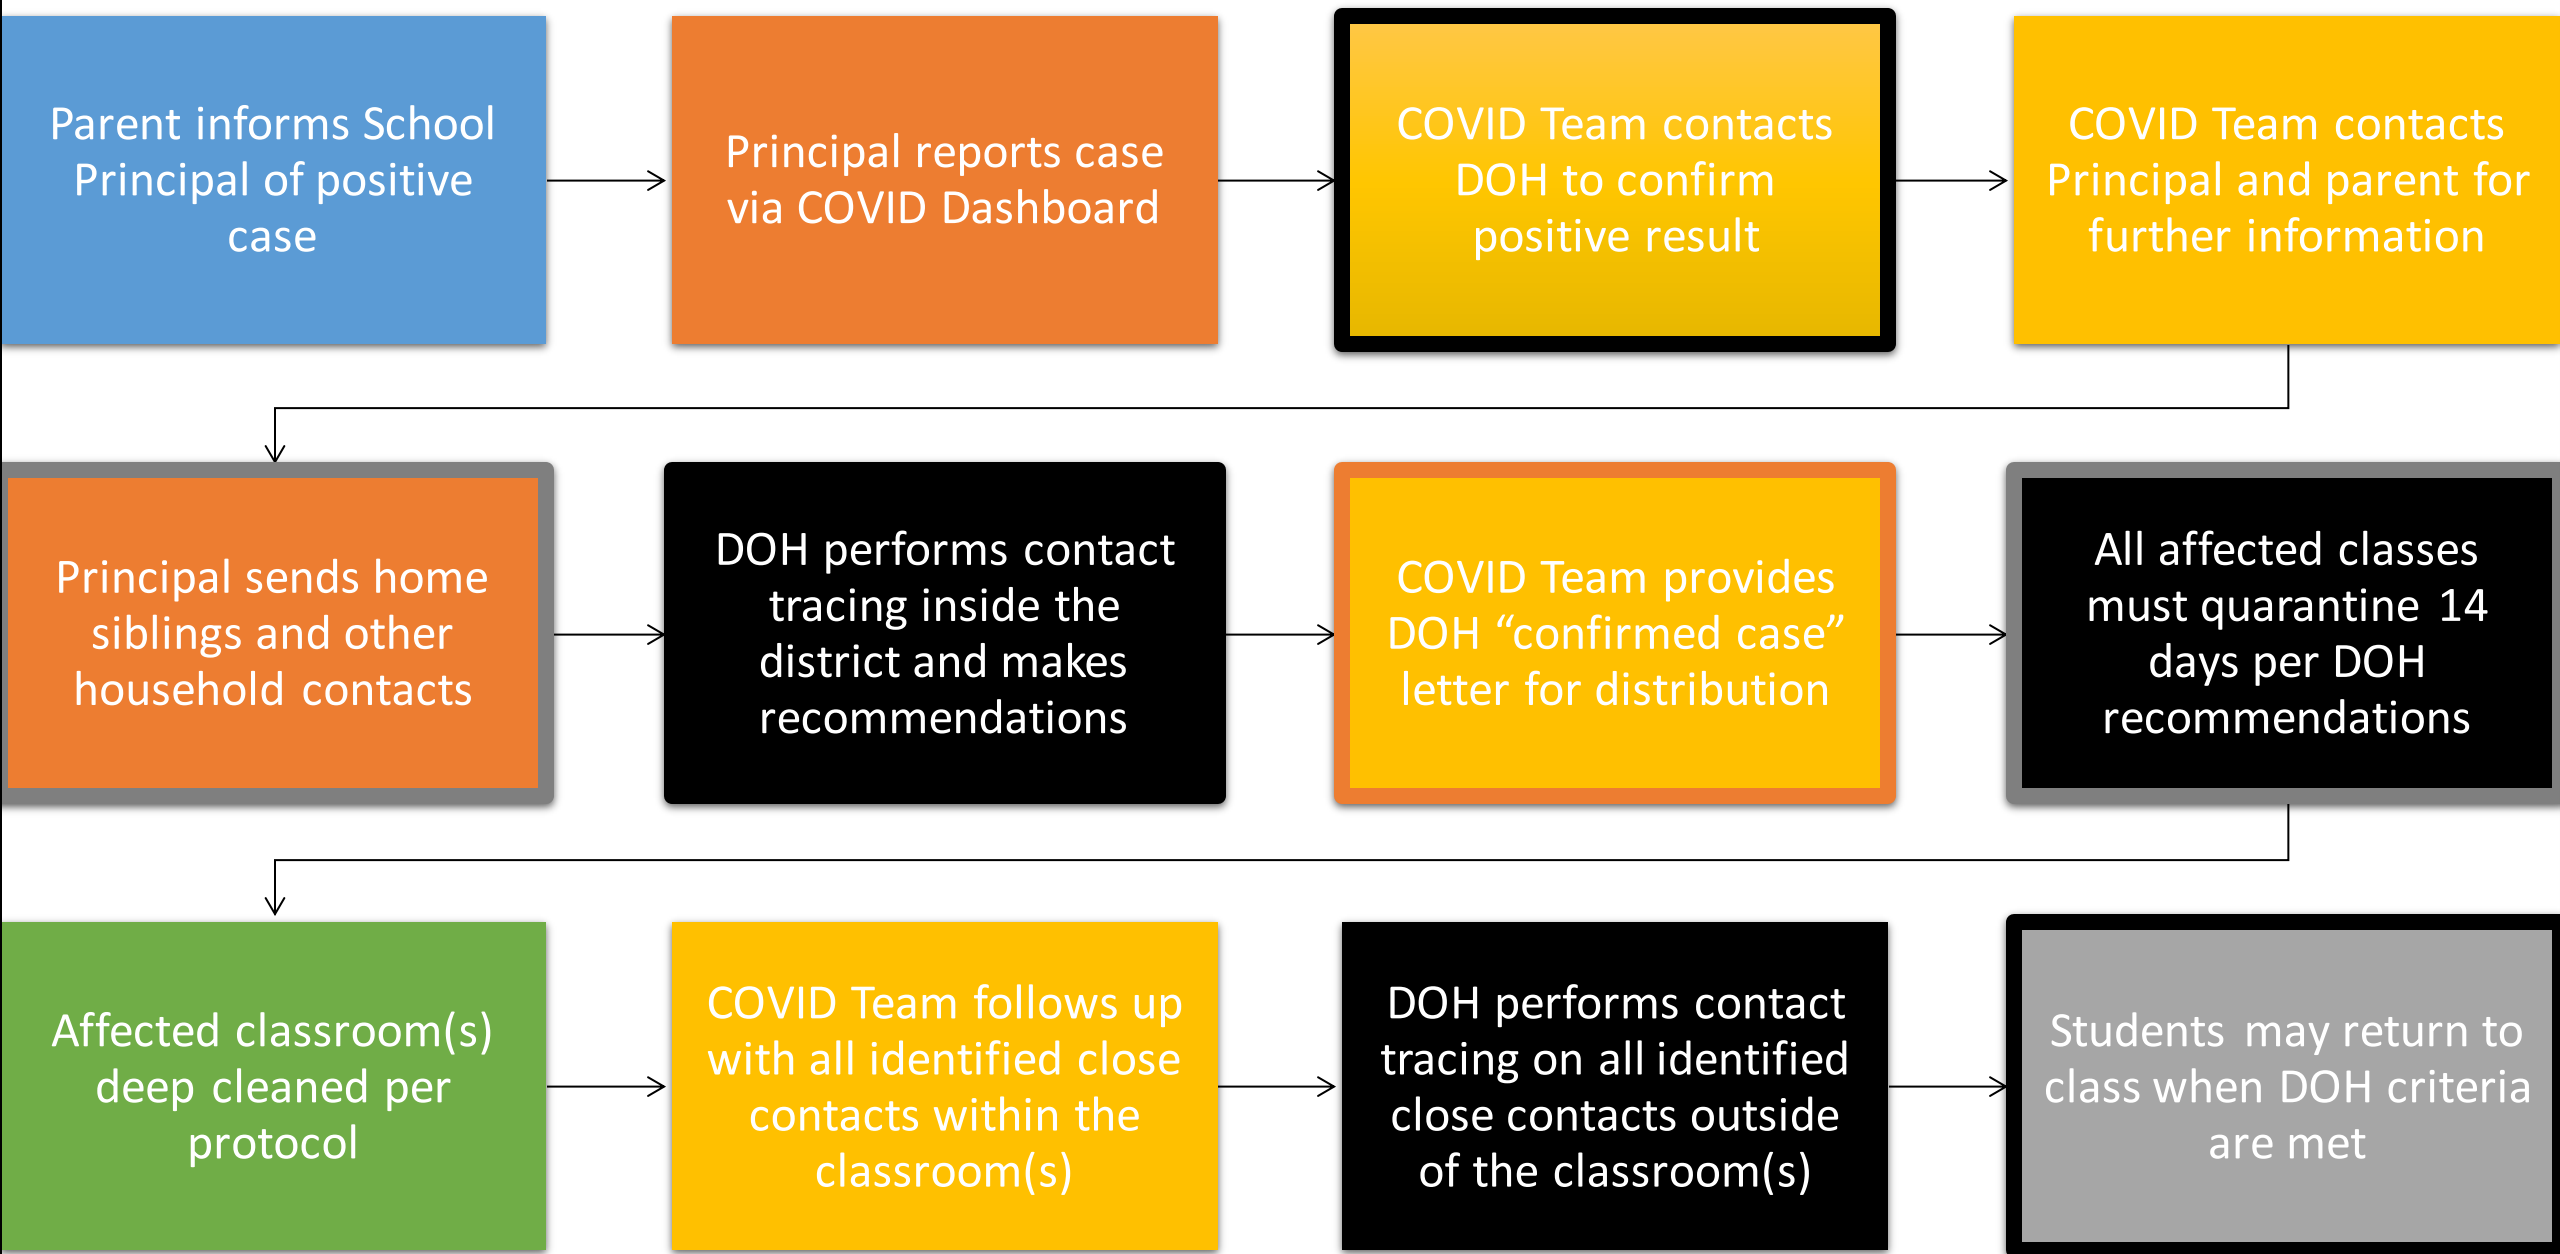 Parent informs School
Principal of positive
case
Principal reports case
via COVID Dashboard
COVID Team contacts
DOH to confirm
positive result
COVID Team contacts
Principal and parent for
further information
Principal sends home
siblings and other
household contacts
DOH performs contact
tracing inside the
district and makes
recommendations
COVID Team provides
DOH “confirmed case”
letter for distribution
All affected classes
must quarantine 14
days per DOH
recommendations
Affected classroom(s)
deep cleaned per
protocol
COVID Team follows up
with all identified close
contacts within the
classroom(s)
DOH performs contact
tracing on all identified
close contacts outside
of the classroom(s)
Students may return to
class when DOH criteria
are met